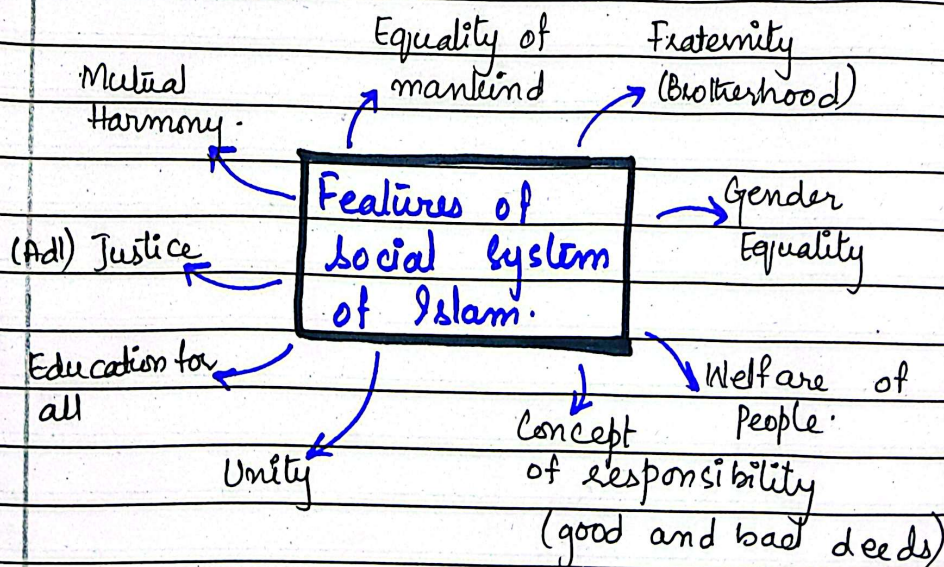 Equality of
mankind
Fraternity
(Brotherhood)
Mutual
Harmony.
Features of
social system
of Islam.
Gender
Equality
(Adl) Justice
Education for
all
Welfare of
People.
Concept
of responsibility
(good and bad deeds)
Unity